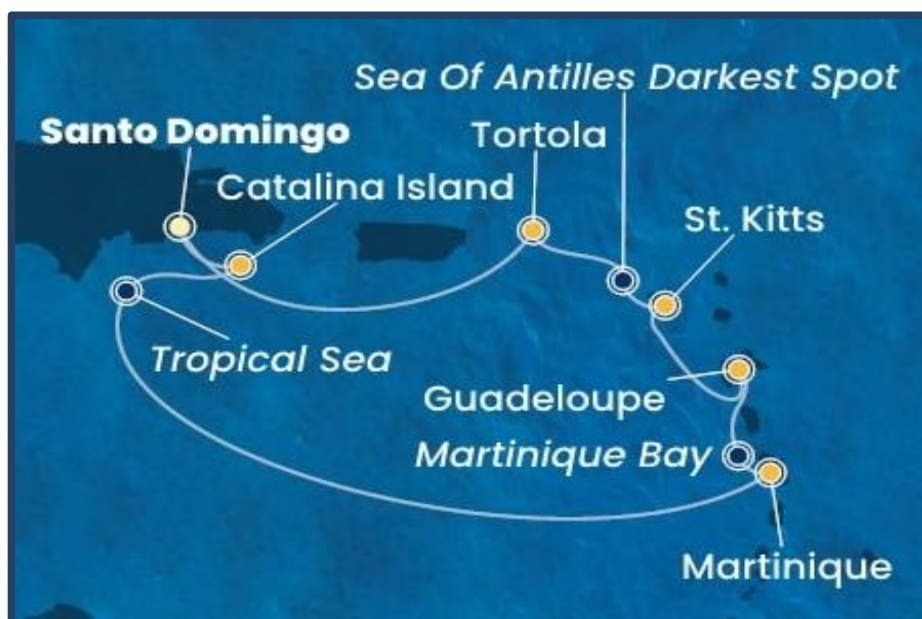 Sea Of Antilles Darkest Spot
Santo Domingo
Tortola
Catalina Island
St. Kitts
Tropical Sea
Guadeloupe
Martinique Bay
Martinique